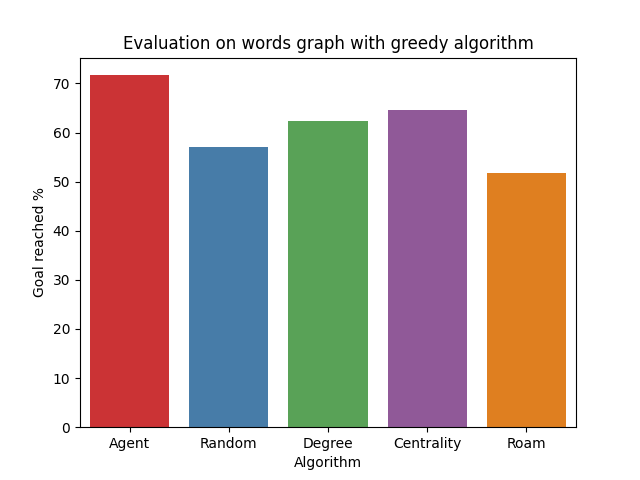 Evaluation on words graph with greedy algorithm
Goal reached %
70
60
50
40
30
20
10
0
Agent Random Degree Centrality Roam
Algorithm